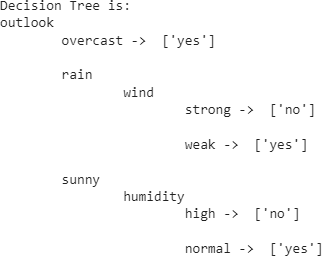 Decision Tree is:
outlook
overcast -> ['yes']
rain
wind
strong -> ['no']
weak -> ['yes']
sunny
humidity
high -> ['no']
normal -> ['yes']